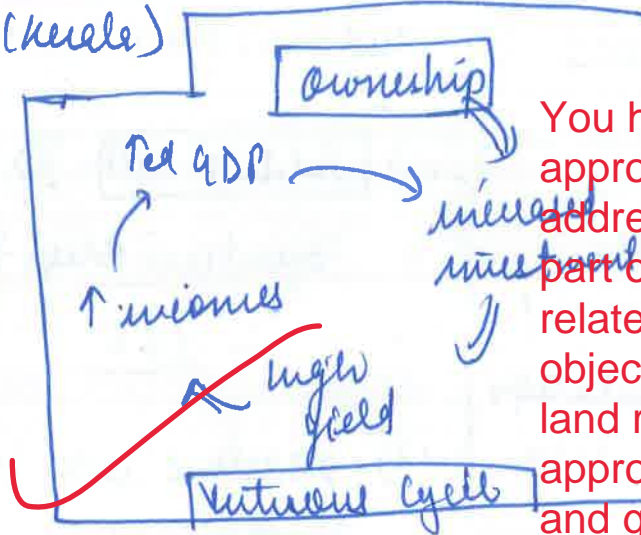 (Kerala)
Ownership
↑ed GDP
increased
investment
↑ incomes
high
yield
Virtuous Cycle
You h
appro
addre
part o
relate
objec
land r
appro
and q